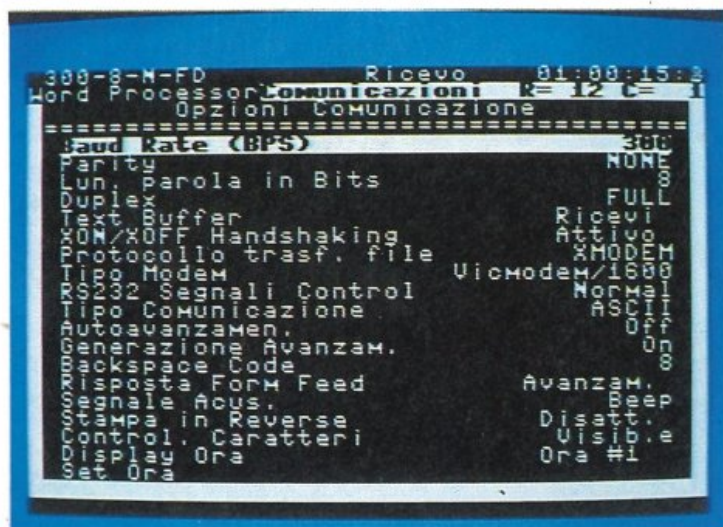 300-8-N-FD Ricevo 01:00:15:
Word Processor Comunicazioni R= 12 C= 1
Opzioni Comunicazione
================================
Baud Rate (BPS) 300
Parity NONE
Lun. parola in Bits 8
Duplex FULL
Text Buffer Ricevi
XON/XOFF Handshaking Attivo
Protocollo trasf. file XMODEM
Tipo Modem Vicmodem/1600
RS232 Segnali Control Normal
Tipo Comunicazione ASCII
Autoavanzamen. Off
Generazione Avanzam. On
Backspace Code 8
Risposta Form Feed Avanzam.
Segnale Acus. Beep
Stampa in Reverse Disatt.
Control. Caratteri Visib.e
Display Ora Ora #1
Set Ora